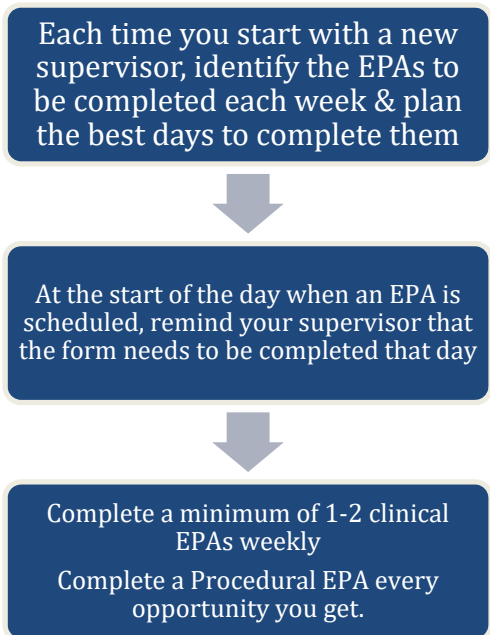 Each time you start with a new
supervisor, identify the EPAs to
be completed each week & plan
the best days to complete them
At the start of the day when an EPA is
scheduled, remind your supervisor that
the form needs to be completed that day
Complete a minimum of 1-2 clinical
EPAs weekly
Complete a Procedural EPA every
opportunity you get.